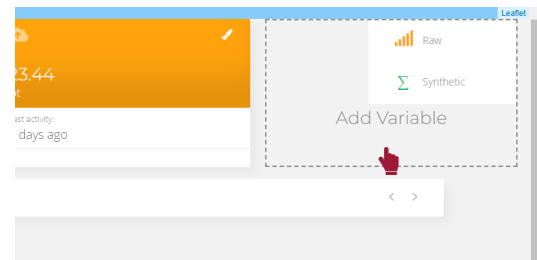 Leaflet
Raw
23.44
Synthetic
Add Variable
last activity:
days ago